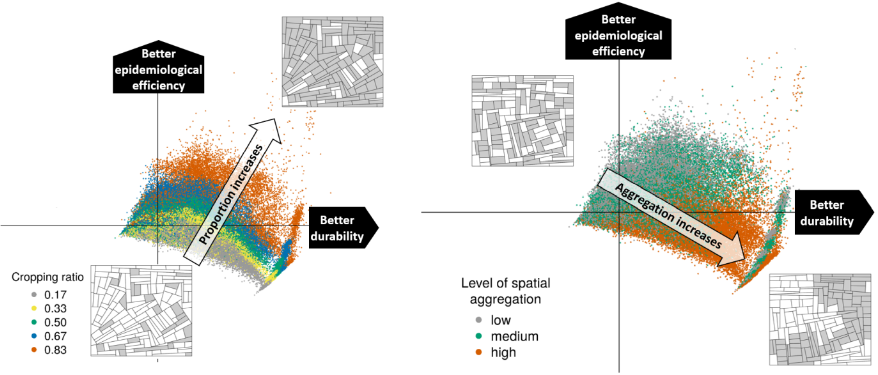 Better
epidemiological
efficiency
Proportion increases
Better
durability
Cropping ratio
0.17
0.33
0.50
0.67
0.83
Better
epidemiological
efficiency
Aggregation increases
Better
durability
Level of spatial
aggregation
low
medium
high